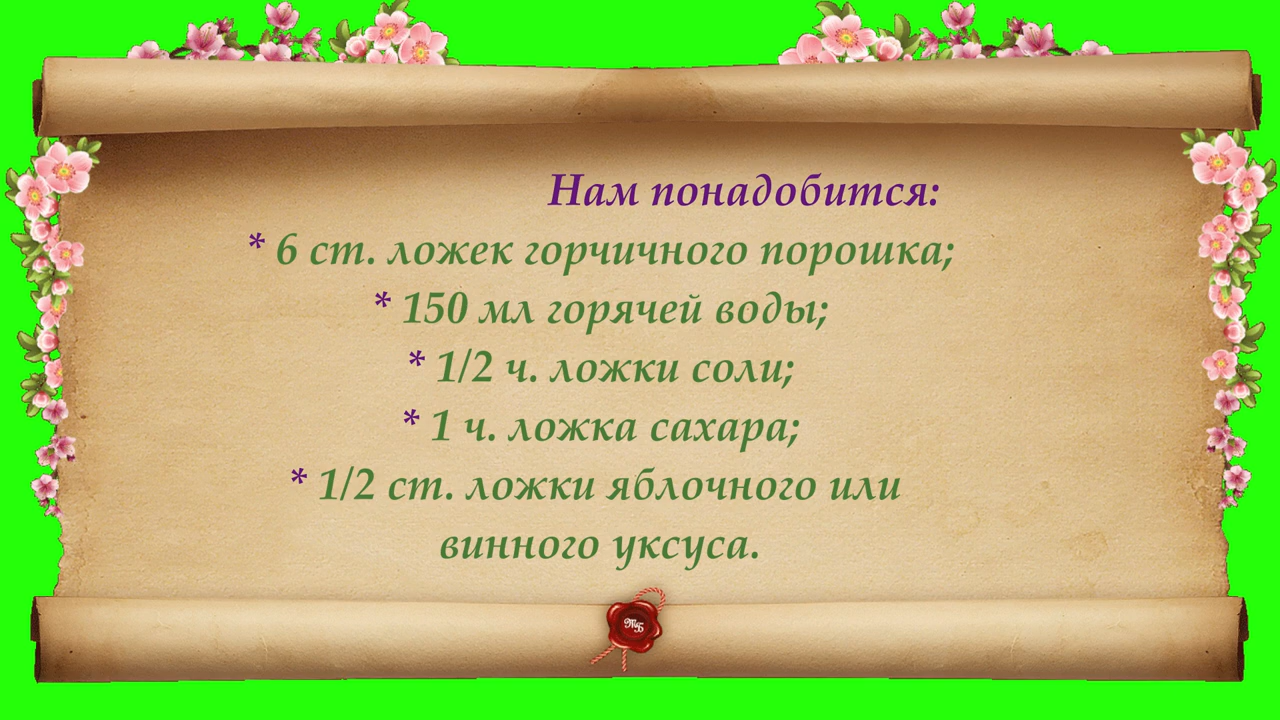 Нам понадобится:
* 6 ст. ложек горчичного порошка;
* 150 мл горячей воды;
* 1/2 ч. ложки соли;
* 1 ч. ложка сахара;
* 1/2 ст. ложки яблочного или
винного уксуса.